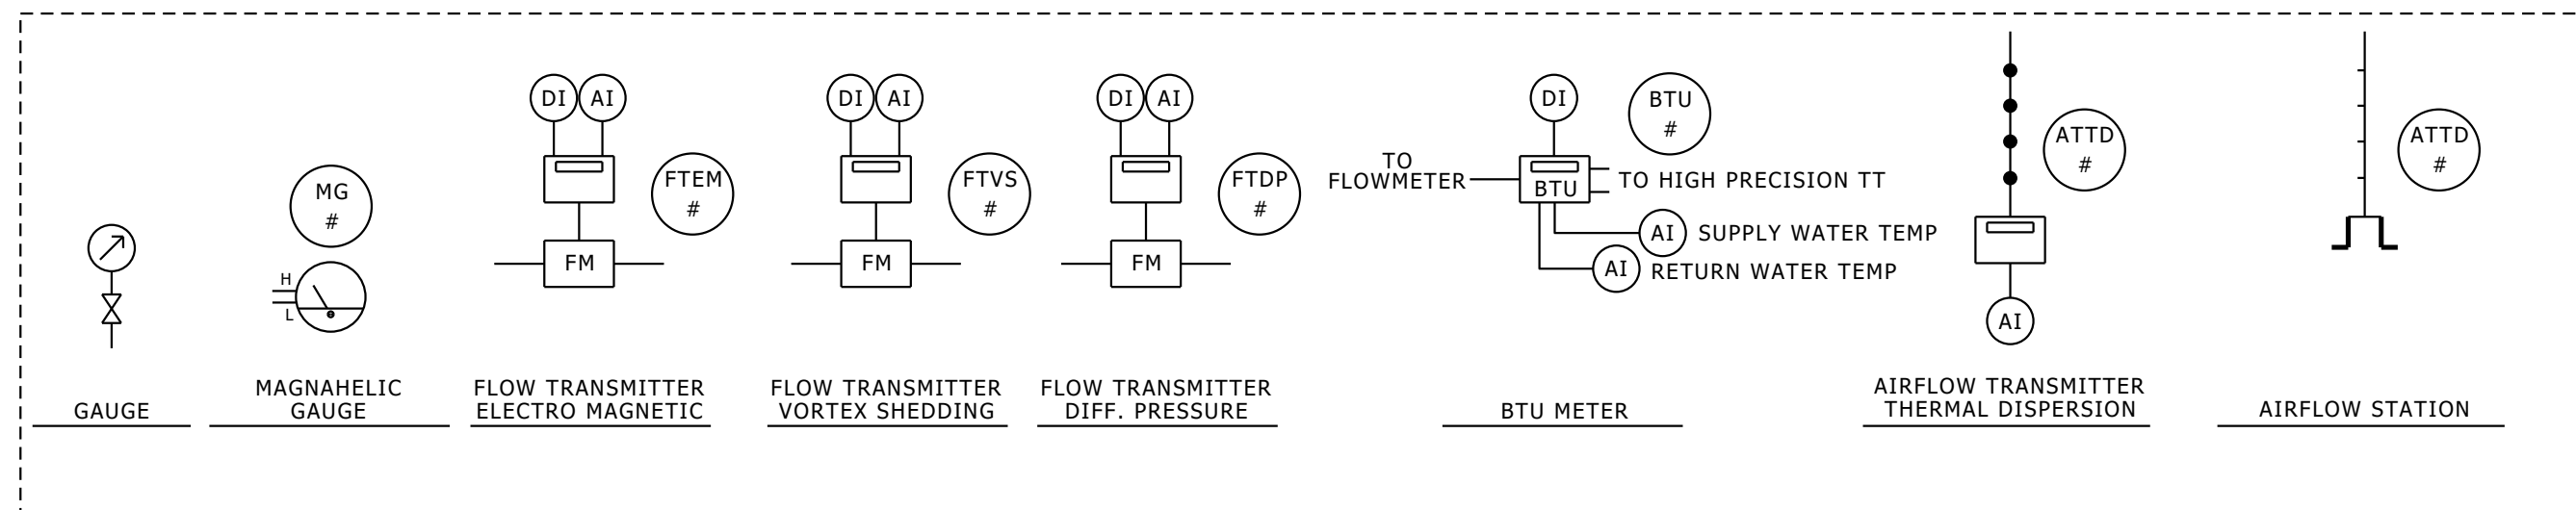 GAUGE
MG
#
H
L
MAGNAHELIC
GAUGE
DI AI
FTEM
#
FM
FLOW TRANSMITTER
ELECTRO MAGNETIC
DI AI
FTVS
#
FM
FLOW TRANSMITTER
VORTEX SHEDDING
DI AI
FTDP
#
FM
FLOW TRANSMITTER
DIFF. PRESSURE
DI
BTU
#
TO
FLOWMETER
BTU
TO HIGH PRECISION TT
AI SUPPLY WATER TEMP
AI RETURN WATER TEMP
BTU METER
ATTD
#
AI
AIRFLOW TRANSMITTER
THERMAL DISPERSION
ATTD
#
AIRFLOW STATION